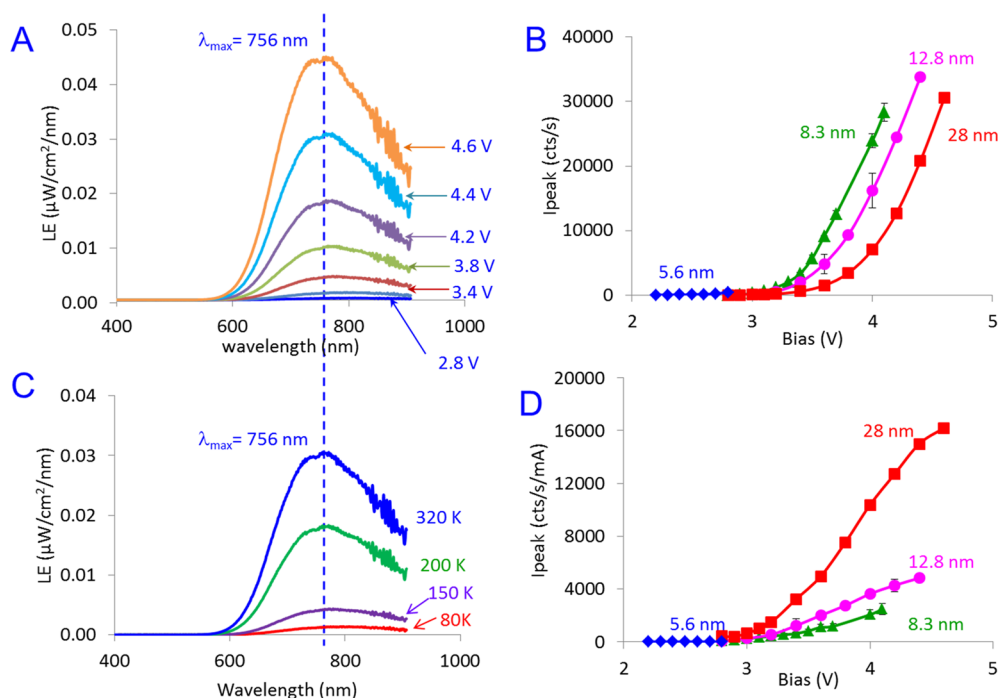 A
λmax = 756 nm
0.05
0.04
0.03
0.02
0.01
0.00
LE (μW/cm2/nm)
4.6 V
4.4 V
4.2 V
3.8 V
3.4 V
2.8 V
400
600
800
1000
wavelength (nm)
B
40000
30000
20000
10000
0
Ipeak (cts/s)
12.8 nm
8.3 nm
28 nm
5.6 nm
2
3
4
5
Bias (V)
C
λmax= 756 nm
0.04
0.03
0.02
0.01
0.00
LE (μW/cm2/nm)
320 K
200 K
150 K
80K
400
600
800
1000
Wavelength (nm)
D
20000
16000
12000
8000
4000
0
Ipeak (cts/s/mA)
28 nm
12.8 nm
8.3 nm
5.6 nm
2
3
4
5
Bias (V)